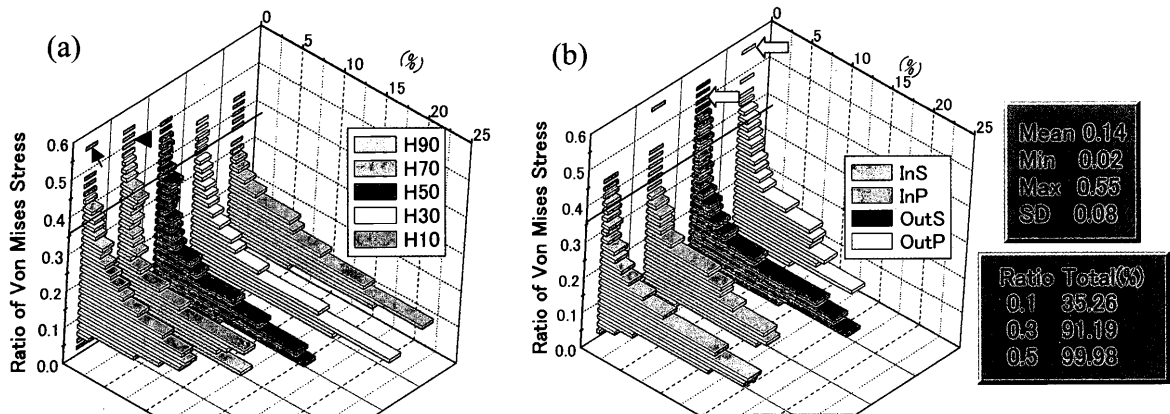 (a)
0
5
10
15
20
25
(%)
Ratio of Von Mises Stress
0.6
0.5
0.4
0.3
0.2
0.1
0.0
H90
H70
H50
H30
H10
(b)
0
5
10
15
20
25
(%)
Ratio of Von Mises Stress
0.6
0.5
0.4
0.3
0.2
0.1
0.0
InS
InP
OutS
OutP
Mean 0.14
Min 0.02
Max 0.55
SD 0.08
Ratio Total(%)
0.1 35.26
0.3 91.19
0.5 99.98